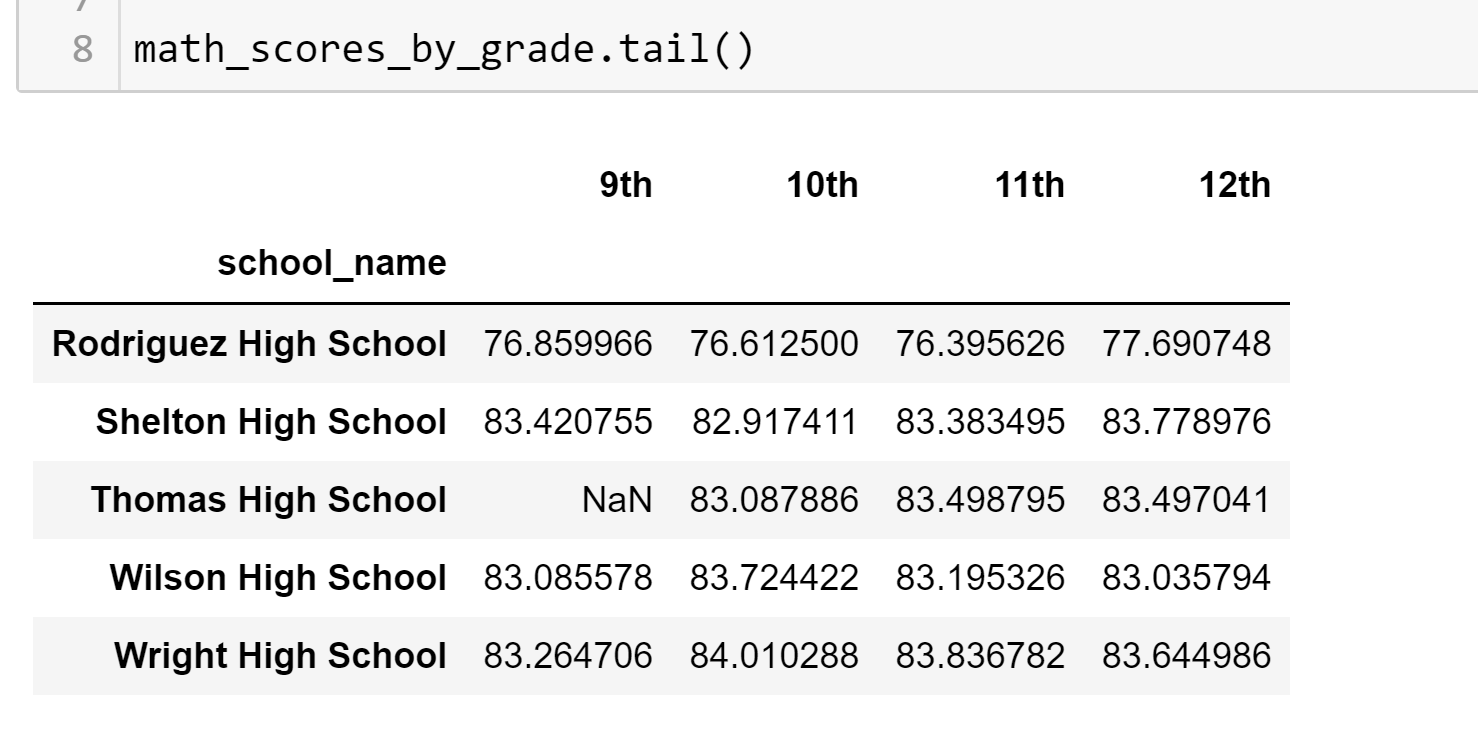 8 math_scores_by_grade.tail()
9th 10th 11th 12th
school_name
Rodriguez High School 76.859966 76.612500 76.395626 77.690748
Shelton High School 83.420755 82.917411 83.383495 83.778976
Thomas High School NaN 83.087886 83.498795 83.497041
Wilson High School 83.085578 83.724422 83.195326 83.035794
Wright High School 83.264706 84.010288 83.836782 83.644986